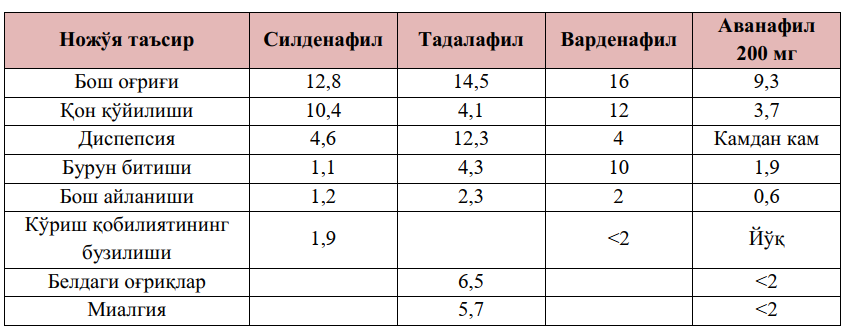 Ножўя таъсир Силденафил Тадалафил Варденафил Аванафил 200 мг
Бош оғриғи 12,8 14,5 16 9,3
Қон қўйилиши 10,4 4,1 12 3,7
Диспепсия 4,6 12,3 4 Камдан кам
Бурун битиши 1,1 4,3 10 1,9
Бош айланиши 1,2 2,3 2 0,6
Кўриш қобилиятининг бузилиши 1,9 <2 Йўқ
Белдаги оғриқлар 6,5 <2
Миалгия 5,7 <2